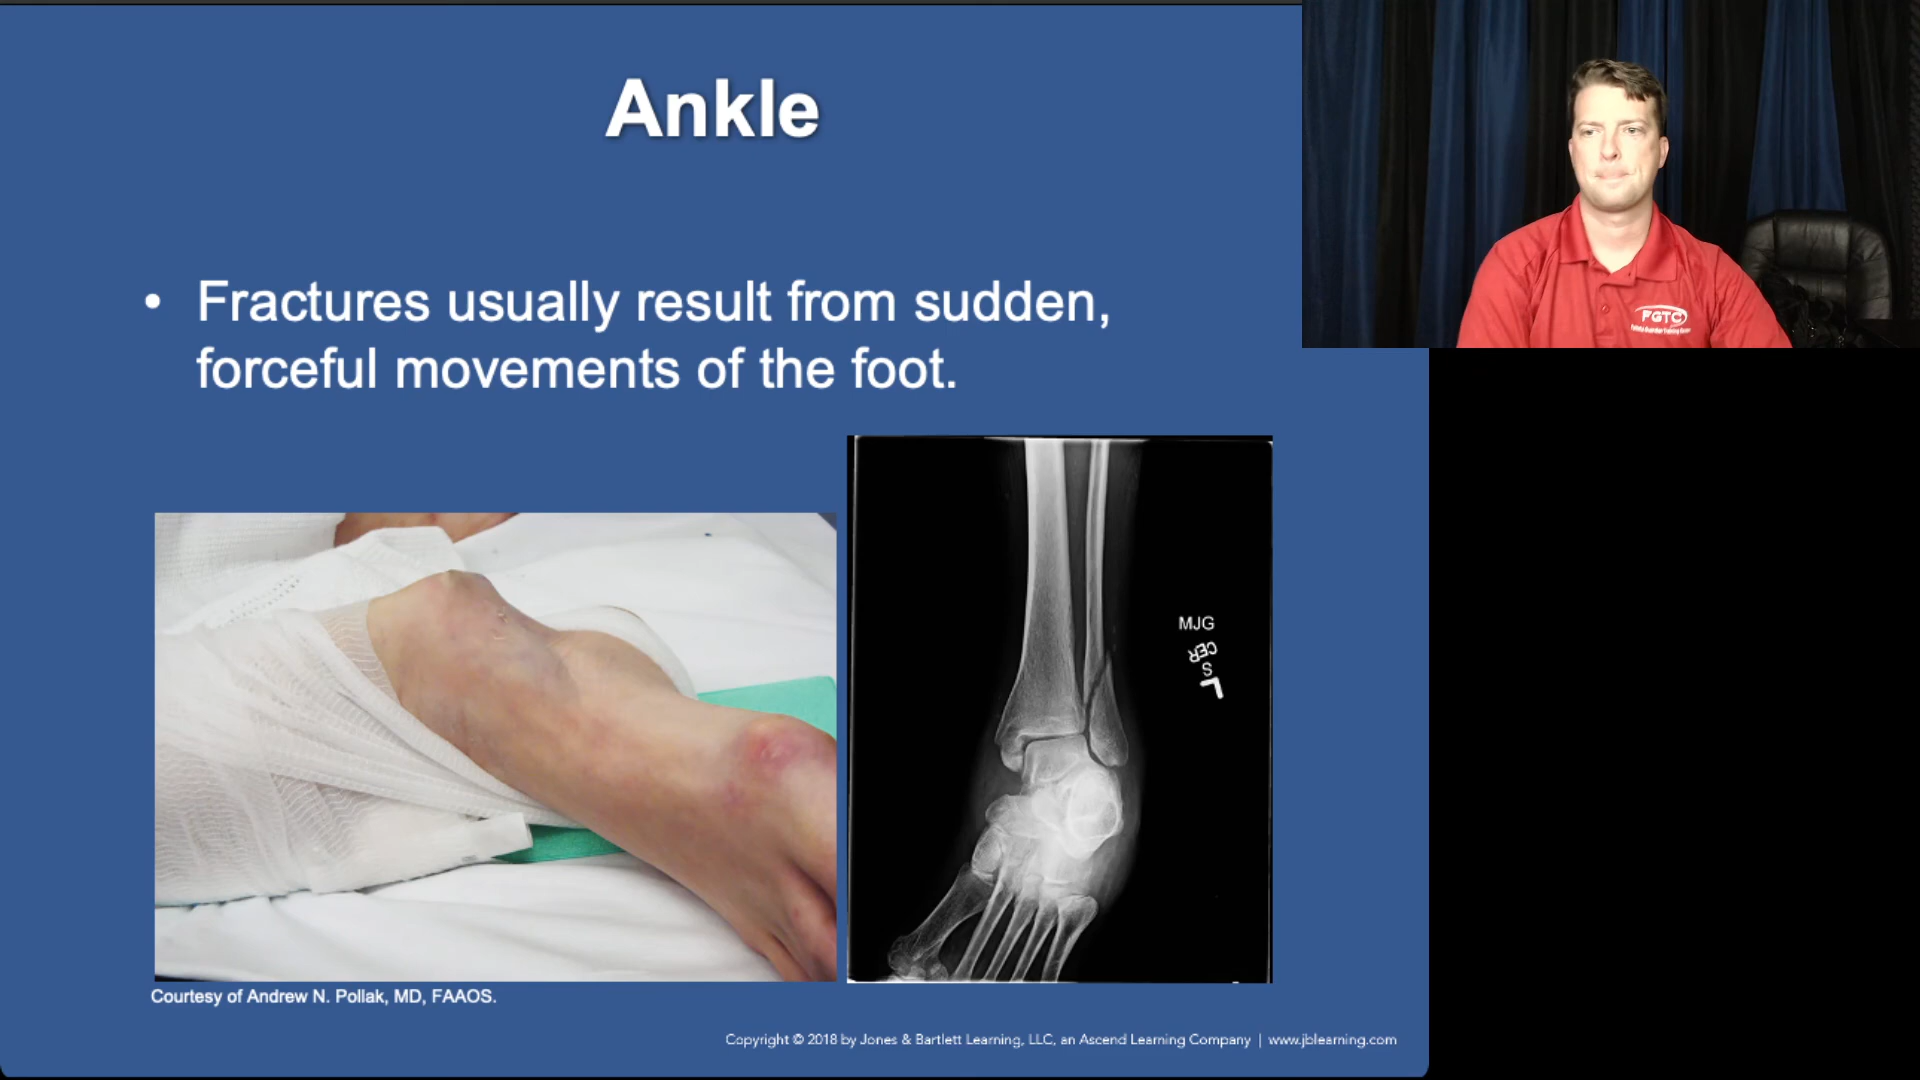 Ankle
• Fractures usually result from sudden,
forceful movements of the foot.
FGTC
MJG
CER
S
L
Courtesy of Andrew N. Pollak, MD, FAAOS.
Copyright © 2018 by Jones & Bartlett Learning, LLC, an Ascend Learning Company | www.jblearning.com